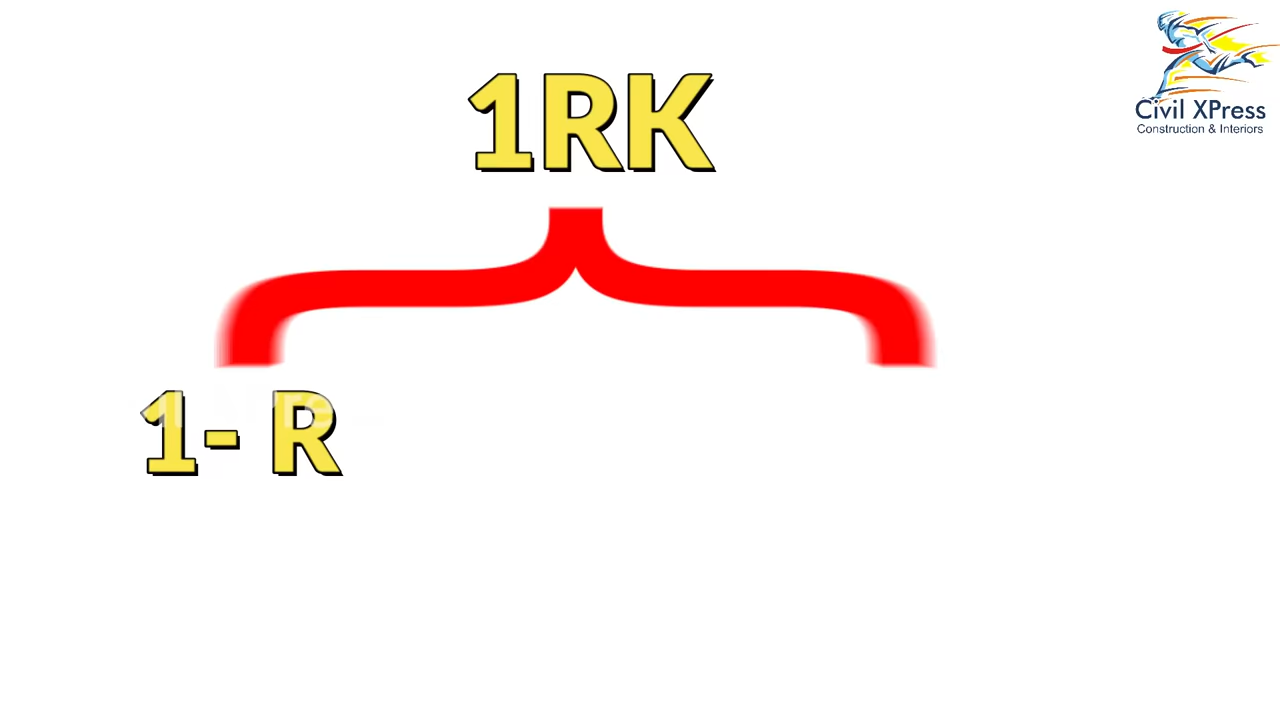 1RK
Civil XPress
Construction & Interiors
1- R